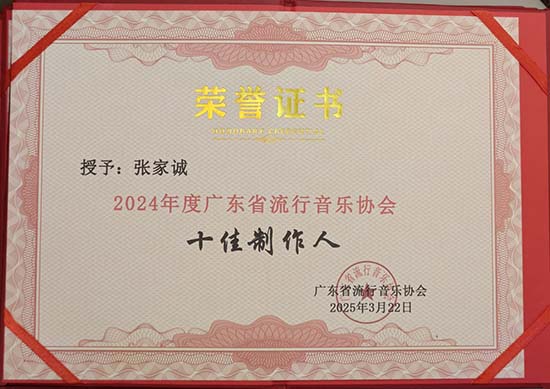 荣誉证书
授予：张家诚
2024年度广东省流行音乐协会
十佳制作人
广东省流行音乐协会
2025年3月22日